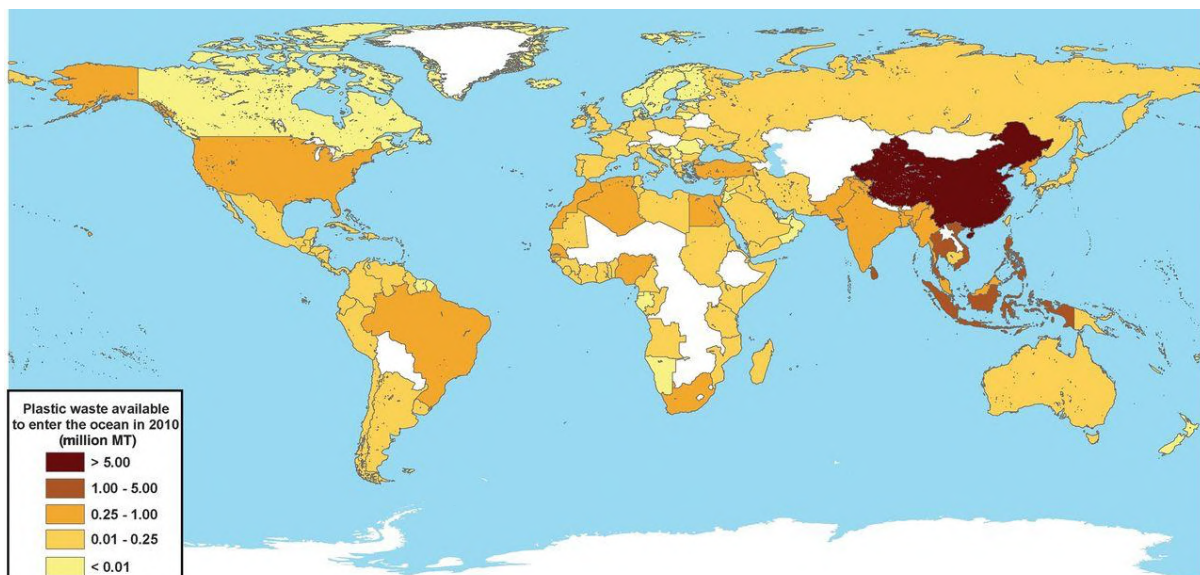 Plastic waste available
to enter the ocean in 2010
(million MT)
> 5.00
1.00 - 5.00
0.25 - 1.00
0.01 - 0.25
< 0.01